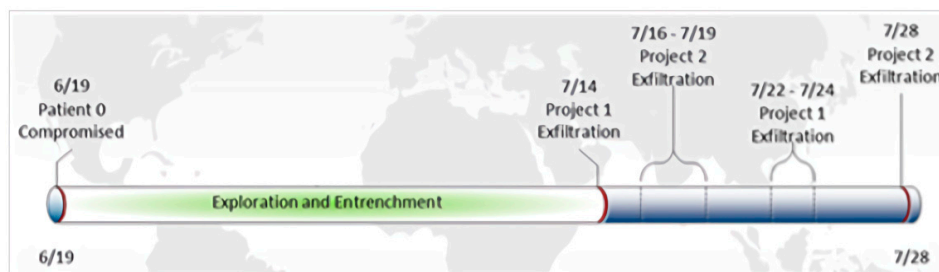 6/19
Patient 0
Compromised
7/14
Project 1
Exfiltration
7/16 - 7/19
Project 2
Exfiltration
7/22 - 7/24
Project 1
Exfiltration
7/28
Project 2
Exfiltration
Exploration and Entrenchment
6/19
7/28